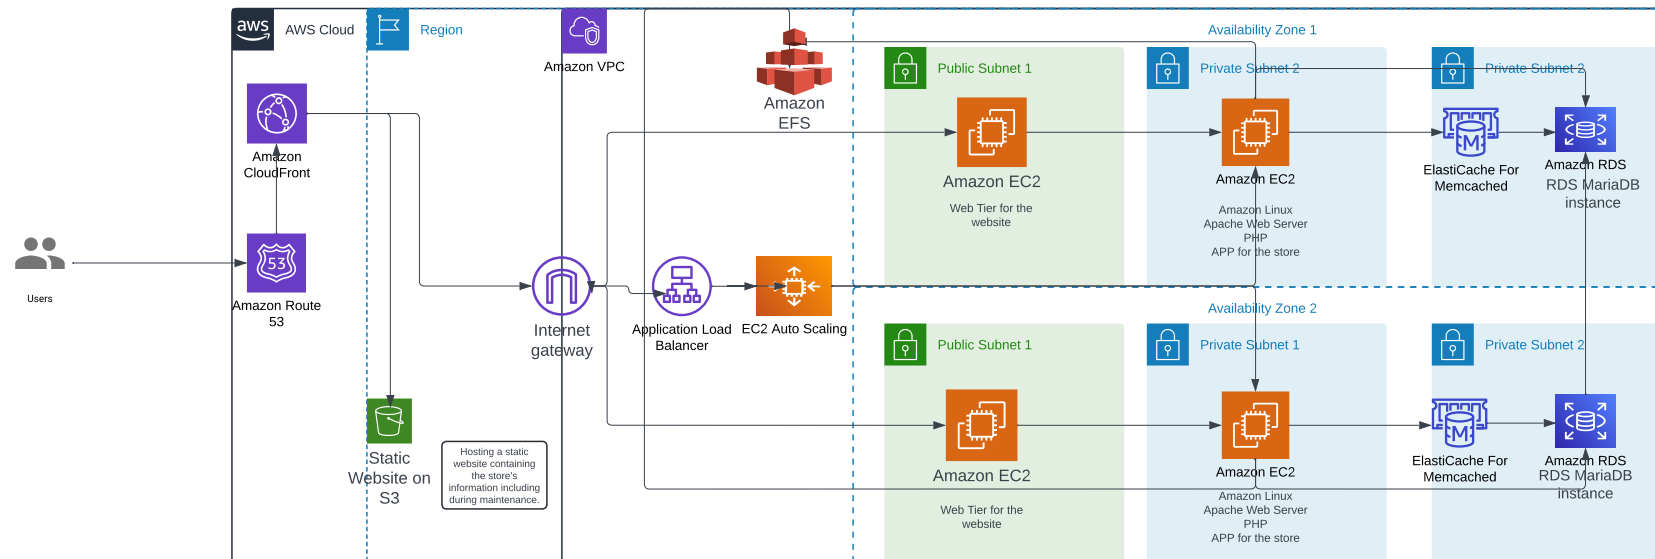 aws
AWS Cloud
Region
Amazon VPC
Amazon
EFS
Availability Zone 1
Public Subnet 1
Private Subnet 2
Private Subnet 2
Amazon
CloudFront
Amazon EC2
Web Tier for the
website
Amazon EC2
Amazon Linux
Apache Web Server
PHP
APP for the store
M
ElastiCache For
Memcached
Amazon RDS
RDS MariaDB
instance
Users
53
Amazon Route
53
Internet
gateway
Application Load
Balancer
EC2 Auto Scaling
Availability Zone 2
Public Subnet 1
Private Subnet 1
Private Subnet 2
Static
Website on
S3
Hosting a static
website containing
the store's
information including
during maintenance.
Amazon EC2
Web Tier for the
website
Amazon EC2
Amazon Linux
Apache Web Server
PHP
APP for the store
M
ElastiCache For
Memcached
Amazon RDS
RDS MariaDB
instance